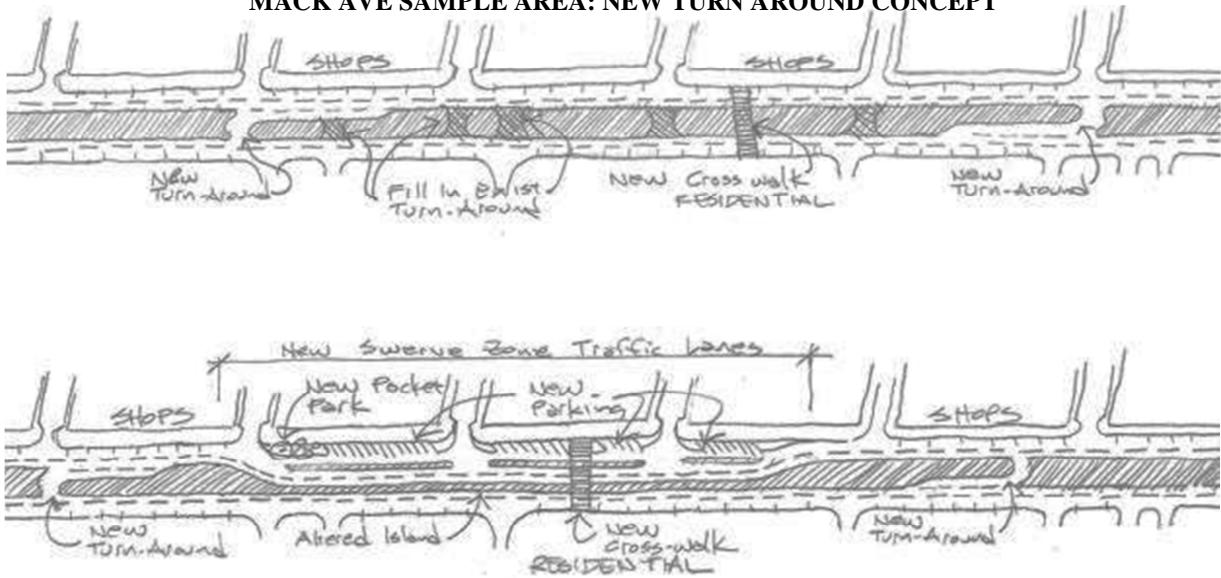 MACK AVE SAMPLE AREA: NEW TURN AROUND CONCEPT
SHOPS
SHOPS
New
Turn-Around
Fill In Exist
Turn-Around
New Cross walk
RESIDENTIAL
New
Turn-Around
New Swerve Zone Traffic Lanes
New Pocket
Park
New
Parking
SHOPS
SHOPS
New
Turn-Around
Altered Island
New
Cross-walk
RESIDENTIAL
New
Turn-Around